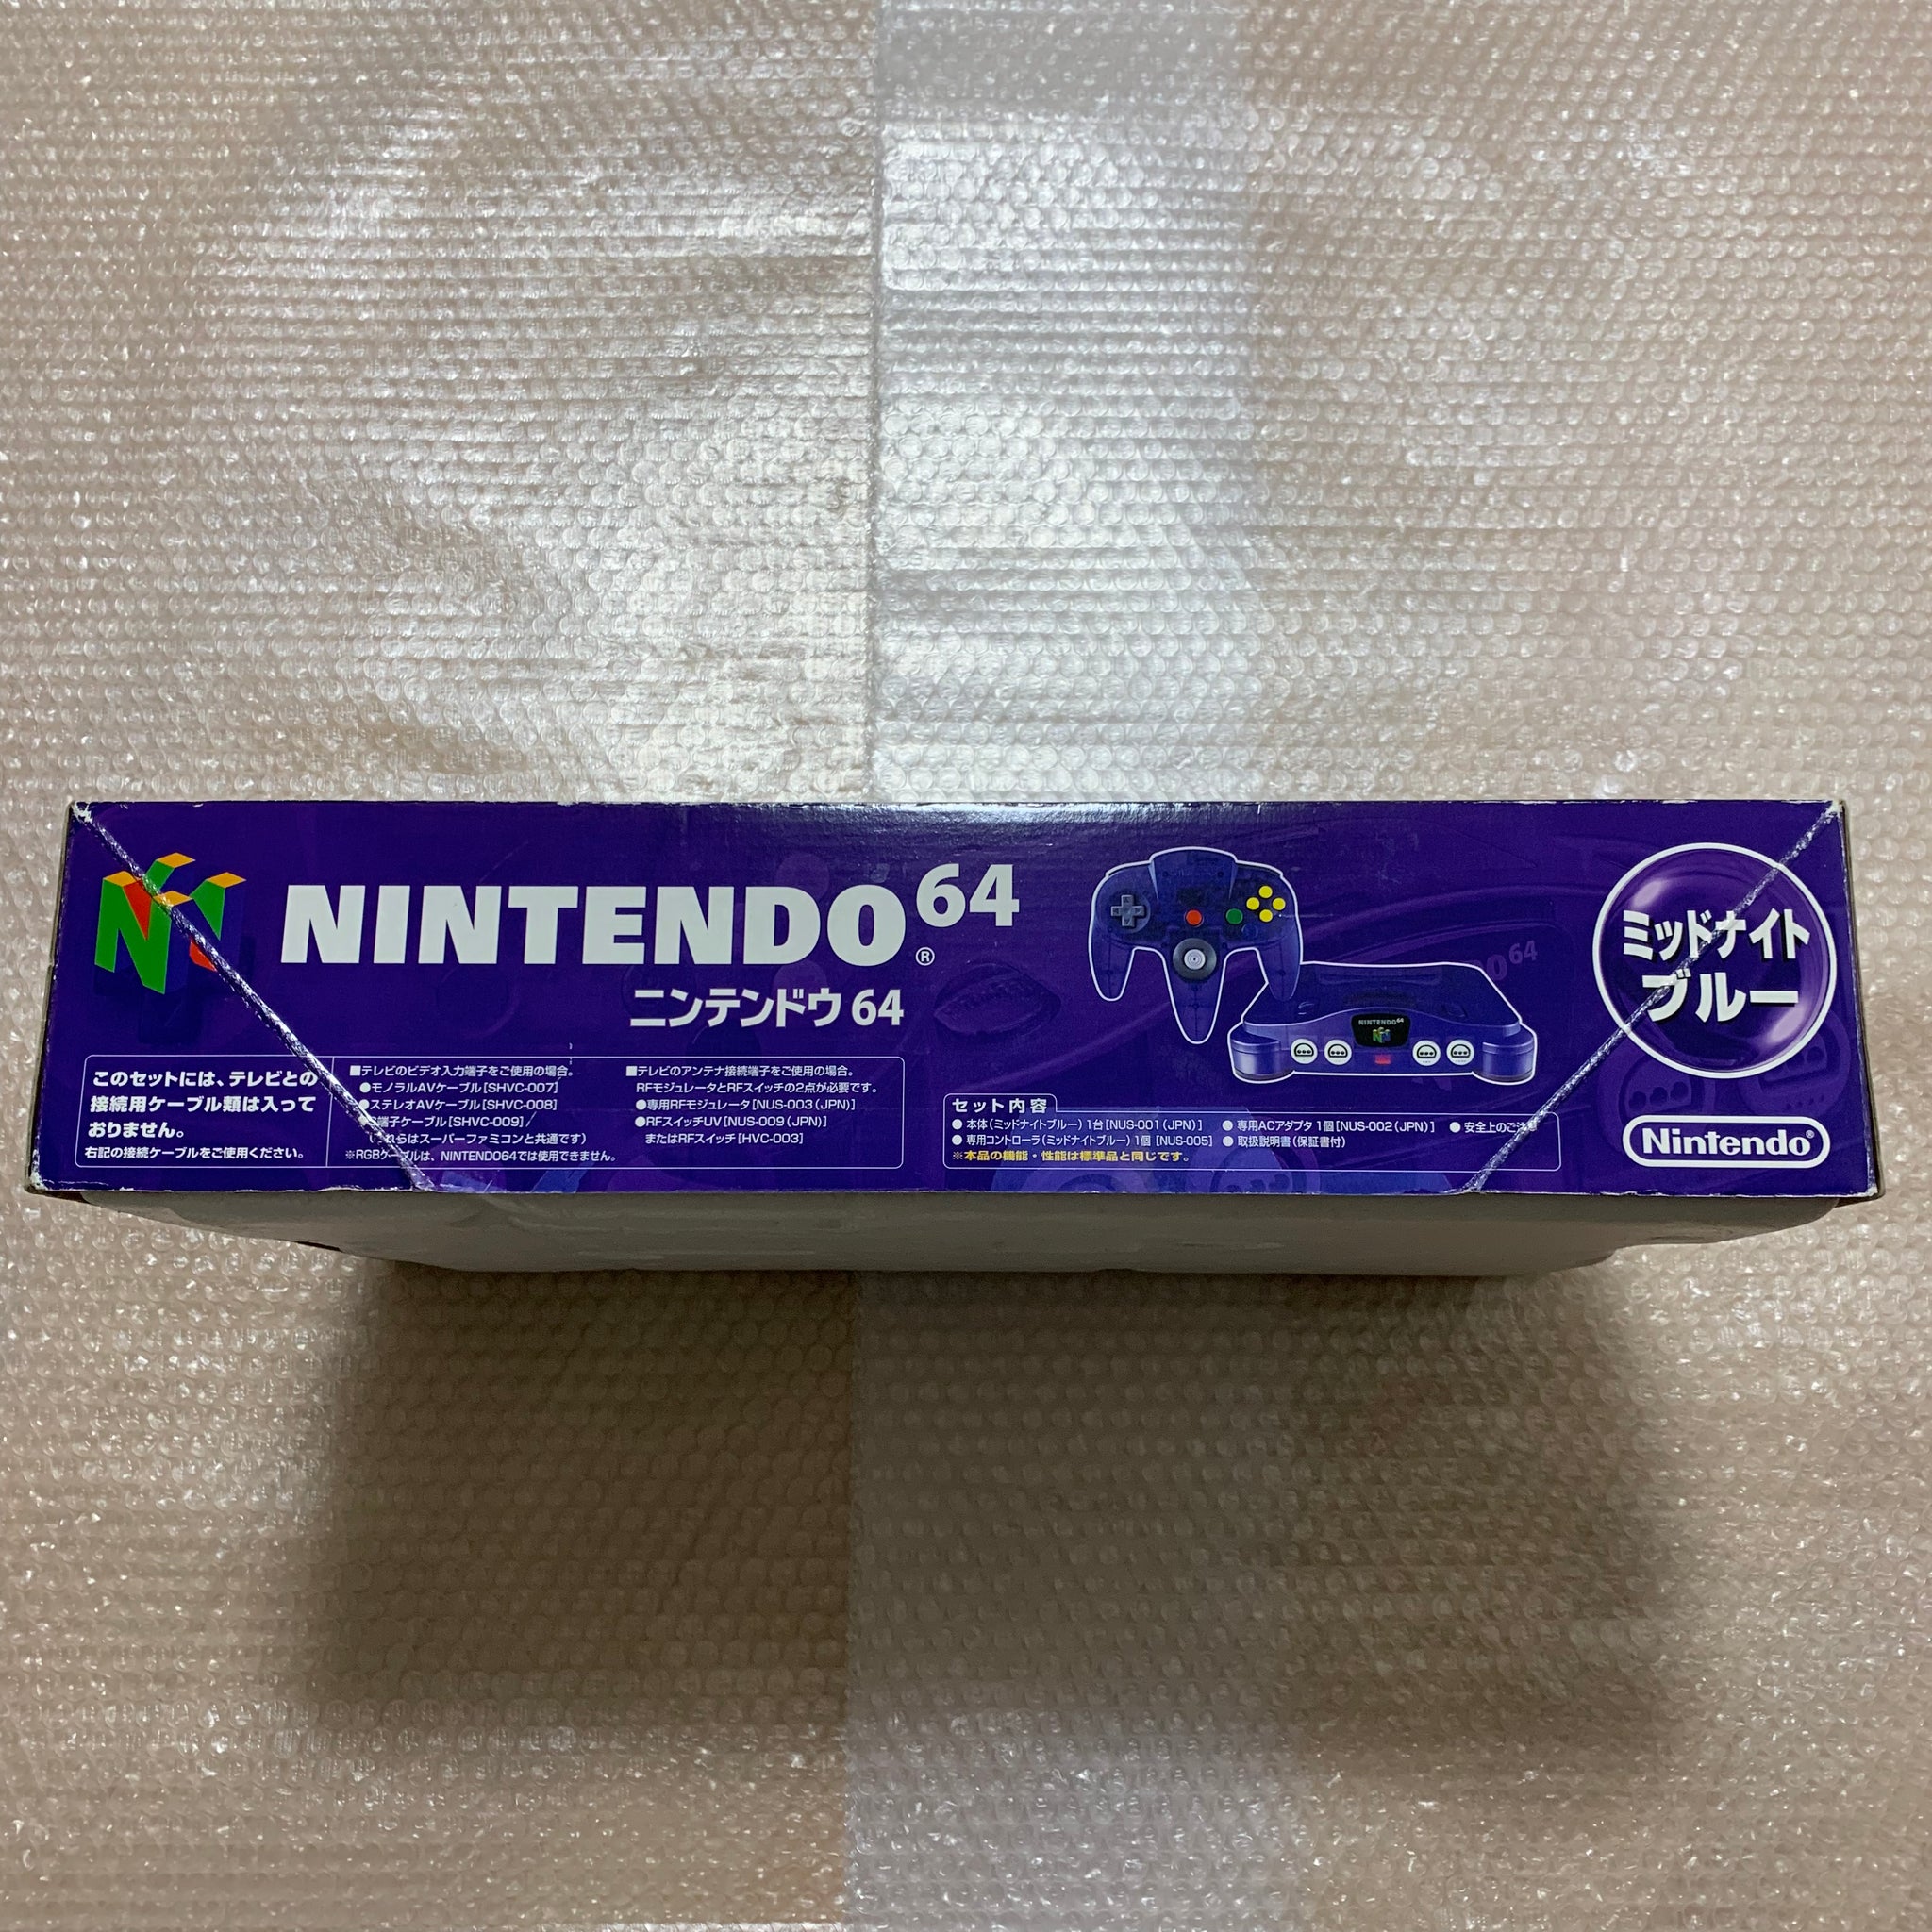 NINTENDO64®
ニンテンドウ64
このセットには、テレビとの
接続用ケーブル類は入って
おりません。
右記の接続ケーブルをご使用ください。
■テレビのビデオ入力端子をご使用の場合。
●モノラルAVケーブル[SHVC-007]
●ステレオAVケーブル[SHVC-008]
端子ケーブル[SHVC-009]/
らはスーパーファミコンと共通です)
※RGBケーブルは、NINTENDO64では使用できません。
■テレビのアンテナ接続端子をご使用の場合。
RFモジュレータとRFスイッチの2点が必要です。
●専用RFモジュレータ[NUS-003(JPN)]
●RFスイッチUV[NUS-009(JPN)]
またはRFスイッチ[HVC-003]
NINTENDO64
セット内容
●本体(ミッドナイトブルー)1台[NUS-001(JPN)] ●専用ACアダプタ1個[NUS-002(JPN)] ●安全上のご
●専用コントローラ(ミッドナイトブルー)1個[NUS-005] ●取扱説明書(保証書付)
※本品の機能・性能は標準品と同じです。
ミッドナイト
ブルー
Nintendo®